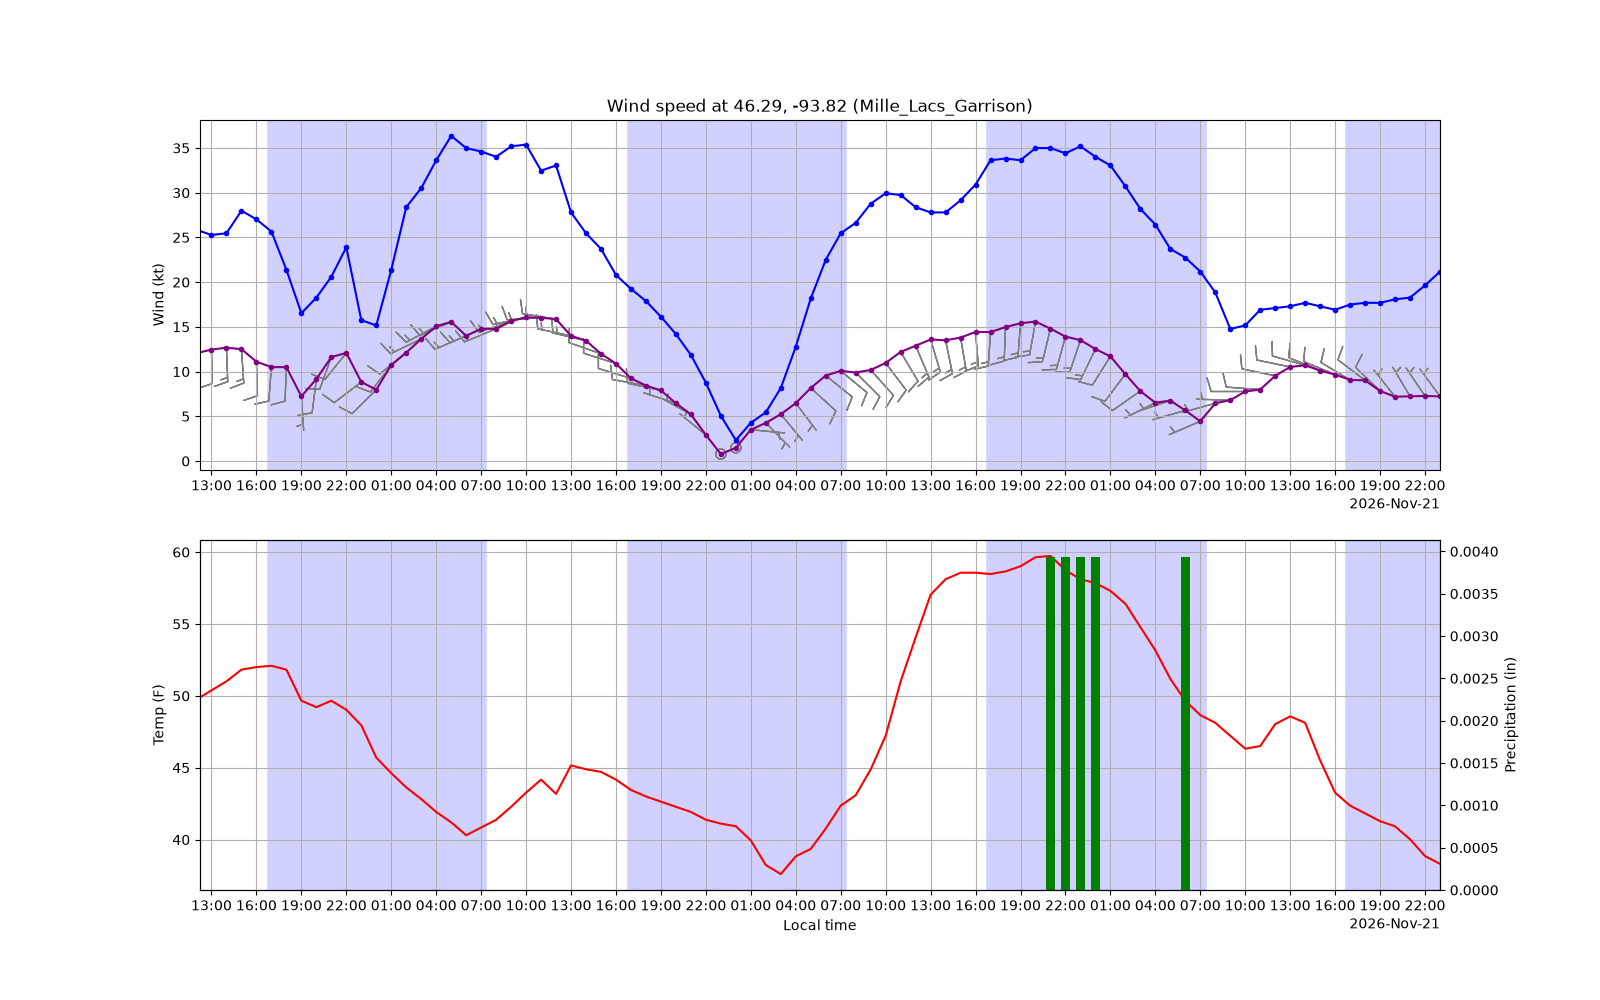 Wind speed at 46.29, -93.82 (Mille_Lacs_Garrison)
Wind (kt)
35
30
25
20
15
10
5
0
13:00 16:00 19:00 22:00 01:00 04:00 07:00 10:00 13:00 16:00 19:00 22:00 01:00 04:00 07:00 10:00 13:00 16:00 19:00 22:00 01:00 04:00 07:00 10:00 13:00 16:00 19:00 22:00
2026-Nov-21
Temp (F)
60
55
50
45
40
0.0040
0.0035
0.0030
0.0025
0.0020
0.0015
0.0010
0.0005
0.0000
Precipitation (in)
13:00 16:00 19:00 22:00 01:00 04:00 07:00 10:00 13:00 16:00 19:00 22:00 01:00 04:00 07:00 10:00 13:00 16:00 19:00 22:00 01:00 04:00 07:00 10:00 13:00 16:00 19:00 22:00
Local time
2026-Nov-21